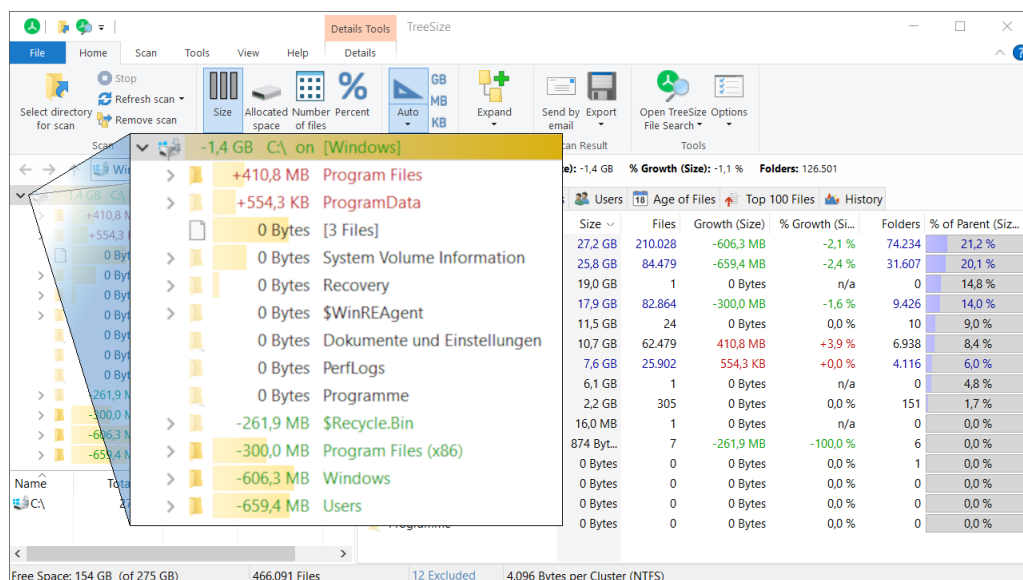 Details Tools TreeSize
File Home Scan Tools View Help Details
Stop
Refresh scan
Remove scan
Select directory for scan
Size
Allocated space
Number of files
Percent
Auto
GB
MB
KB
Expand
Send by email
Export
Open TreeSize File Search
Options
Tools
-1,4 GB % Growth (Size): -1,1 % Folders: 126.501
Users 18 Age of Files Top 100 Files History
-1,4 GB C:\ on [Windows]
+410,8 MB Program Files
+554,3 KB ProgramData
0 Bytes [3 Files]
0 Bytes System Volume Information
0 Bytes Recovery
0 Bytes $WinREAgent
0 Bytes Dokumente und Einstellungen
0 Bytes PerfLogs
0 Bytes Programme
-261,9 MB $Recycle.Bin
-300,0 MB Program Files (x86)
-606,3 MB Windows
-659,4 MB Users
Size Files Growth (Size) % Growth (Si... Folders % of Parent (Siz...
27,2 GB 210.028 -606,3 MB -2,1 % 74.234 21,2 %
25,8 GB 84.479 -659,4 MB -2,4 % 31.607 20,1 %
19,0 GB 1 0 Bytes n/a 0 14,8 %
17,9 GB 82.864 -300,0 MB -1,6 % 9.426 14,0 %
11,5 GB 24 0 Bytes 0,0 % 10 9,0 %
10,7 GB 62.479 410,8 MB +3,9 % 6.938 8,4 %
7,6 GB 25.902 554,3 KB +0,0 % 4.116 6,0 %
6,1 GB 1 0 Bytes n/a 0 4,8 %
2,2 GB 305 0 Bytes 0,0 % 151 1,7 %
16,0 MB 1 0 Bytes n/a 0 0,0 %
874 Byt... 7 -261,9 MB -100,0 % 6 0,0 %
0 Bytes 0 0 Bytes 0,0 % 1 0,0 %
0 Bytes 0 0 Bytes 0,0 % 0 0,0 %
0 Bytes 0 0 Bytes 0,0 % 0 0,0 %
0 Bytes 0 0 Bytes 0,0 % 0 0,0 %
Name
C:\
Free Space: 154 GB (of 275 GB) 466.091 Files 12 Excluded 4.096 Bytes per Cluster (NTFS)